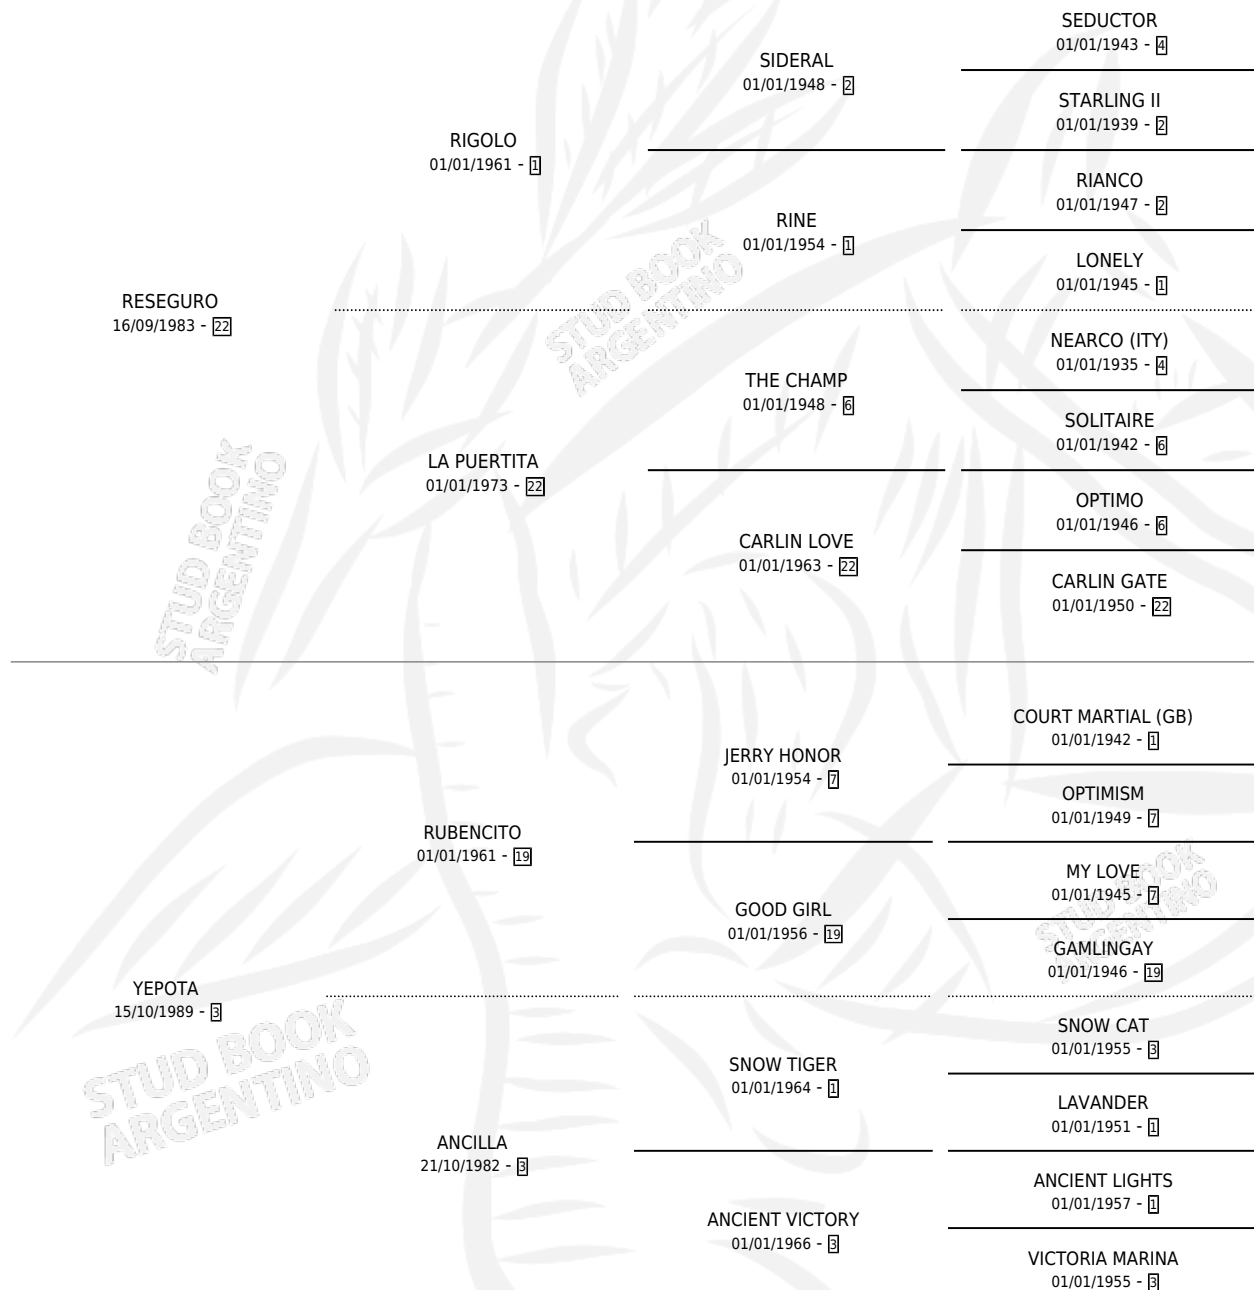 SEDUCTOR
01/01/1943 - 4
SIDERAL
01/01/1948 - 2
STARLING II
01/01/1939 - 2
RIGOLO
01/01/1961 - 1
RIANCO
01/01/1947 - 2
RINE
01/01/1954 - 1
LONELY
01/01/1945 - 1
RESEGURO
16/09/1983 - 22
NEARCO (ITY)
01/01/1935 - 4
THE CHAMP
01/01/1948 - 6
SOLITAIRE
01/01/1942 - 6
LA PUERTITA
01/01/1973 - 22
OPTIMO
01/01/1946 - 6
CARLIN LOVE
01/01/1963 - 22
CARLIN GATE
01/01/1950 - 22
STUD BOOK
ARGENTINO
STUD BOOK
ARGENTINO
COURT MARTIAL (GB)
01/01/1942 - 1
JERRY HONOR
01/01/1954 - 7
OPTIMISM
01/01/1949 - 7
RUBENCITO
01/01/1961 - 19
MY LOVE
01/01/1945 - 7
GOOD GIRL
01/01/1956 - 19
GAMLINGAY
01/01/1946 - 19
STUD BOOK
ARGENTINO
YEPOTA
15/10/1989 - 3
SNOW CAT
01/01/1955 - 3
SNOW TIGER
01/01/1964 - 1
LAVANDER
01/01/1951 - 1
ANCILLA
21/10/1982 - 3
ANCIENT LIGHTS
01/01/1957 - 1
ANCIENT VICTORY
01/01/1966 - 3
VICTORIA MARINA
01/01/1955 - 3
STUD BOOK
ARGENTINO